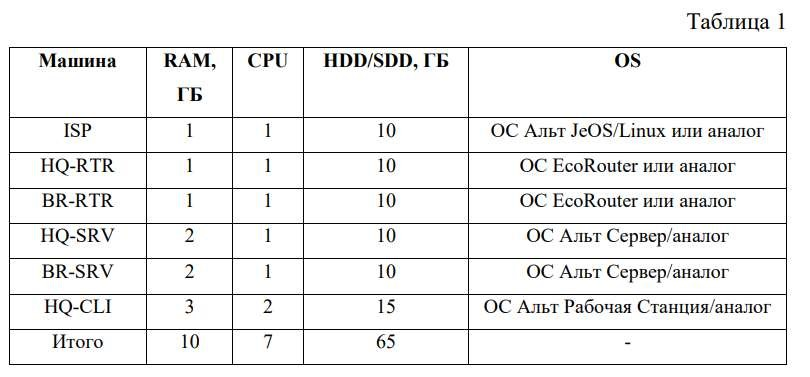 Таблица 1
Машина RAM, ГБ CPU HDD/SDD, ГБ OS
ISP 1 1 10 ОС Альт JeOS/Linux или аналог
HQ-RTR 1 1 10 ОС EcoRouter или аналог
BR-RTR 1 1 10 ОС EcoRouter или аналог
HQ-SRV 2 1 10 ОС Альт Сервер/аналог
BR-SRV 2 1 10 ОС Альт Сервер/аналог
HQ-CLI 3 2 15 ОС Альт Рабочая Станция/аналог
Итого 10 7 65 -